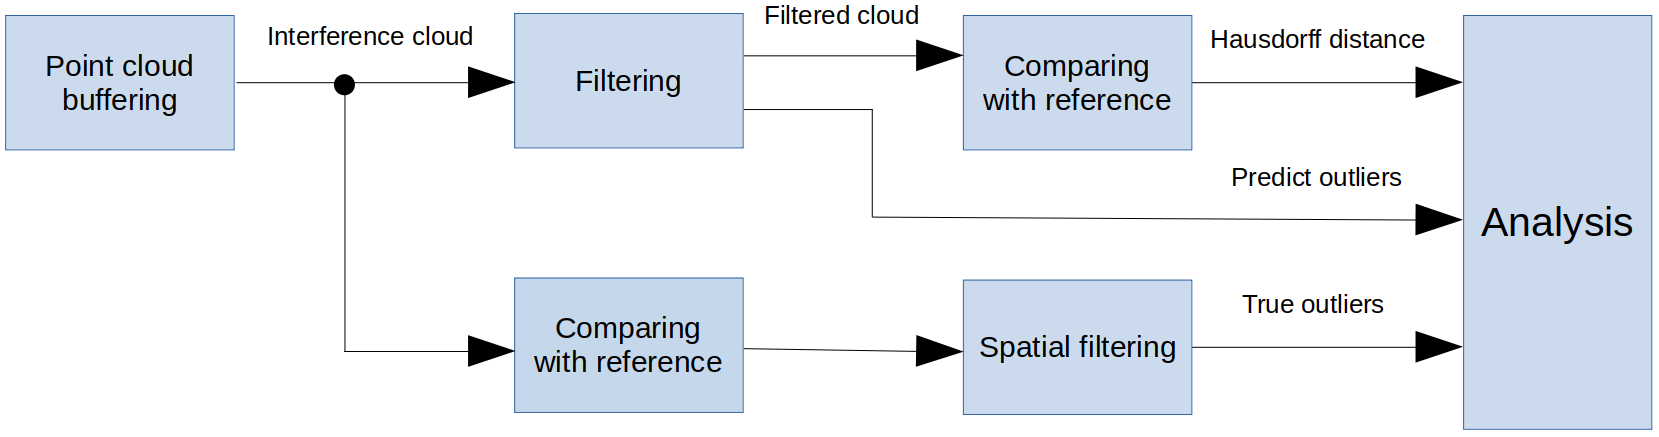 Point cloud
buffering
Interference cloud
Filtering
Filtered cloud
Comparing
with reference
Hausdorff distance
Predict outliers
Analysis
Comparing
with reference
Spatial filtering
True outliers